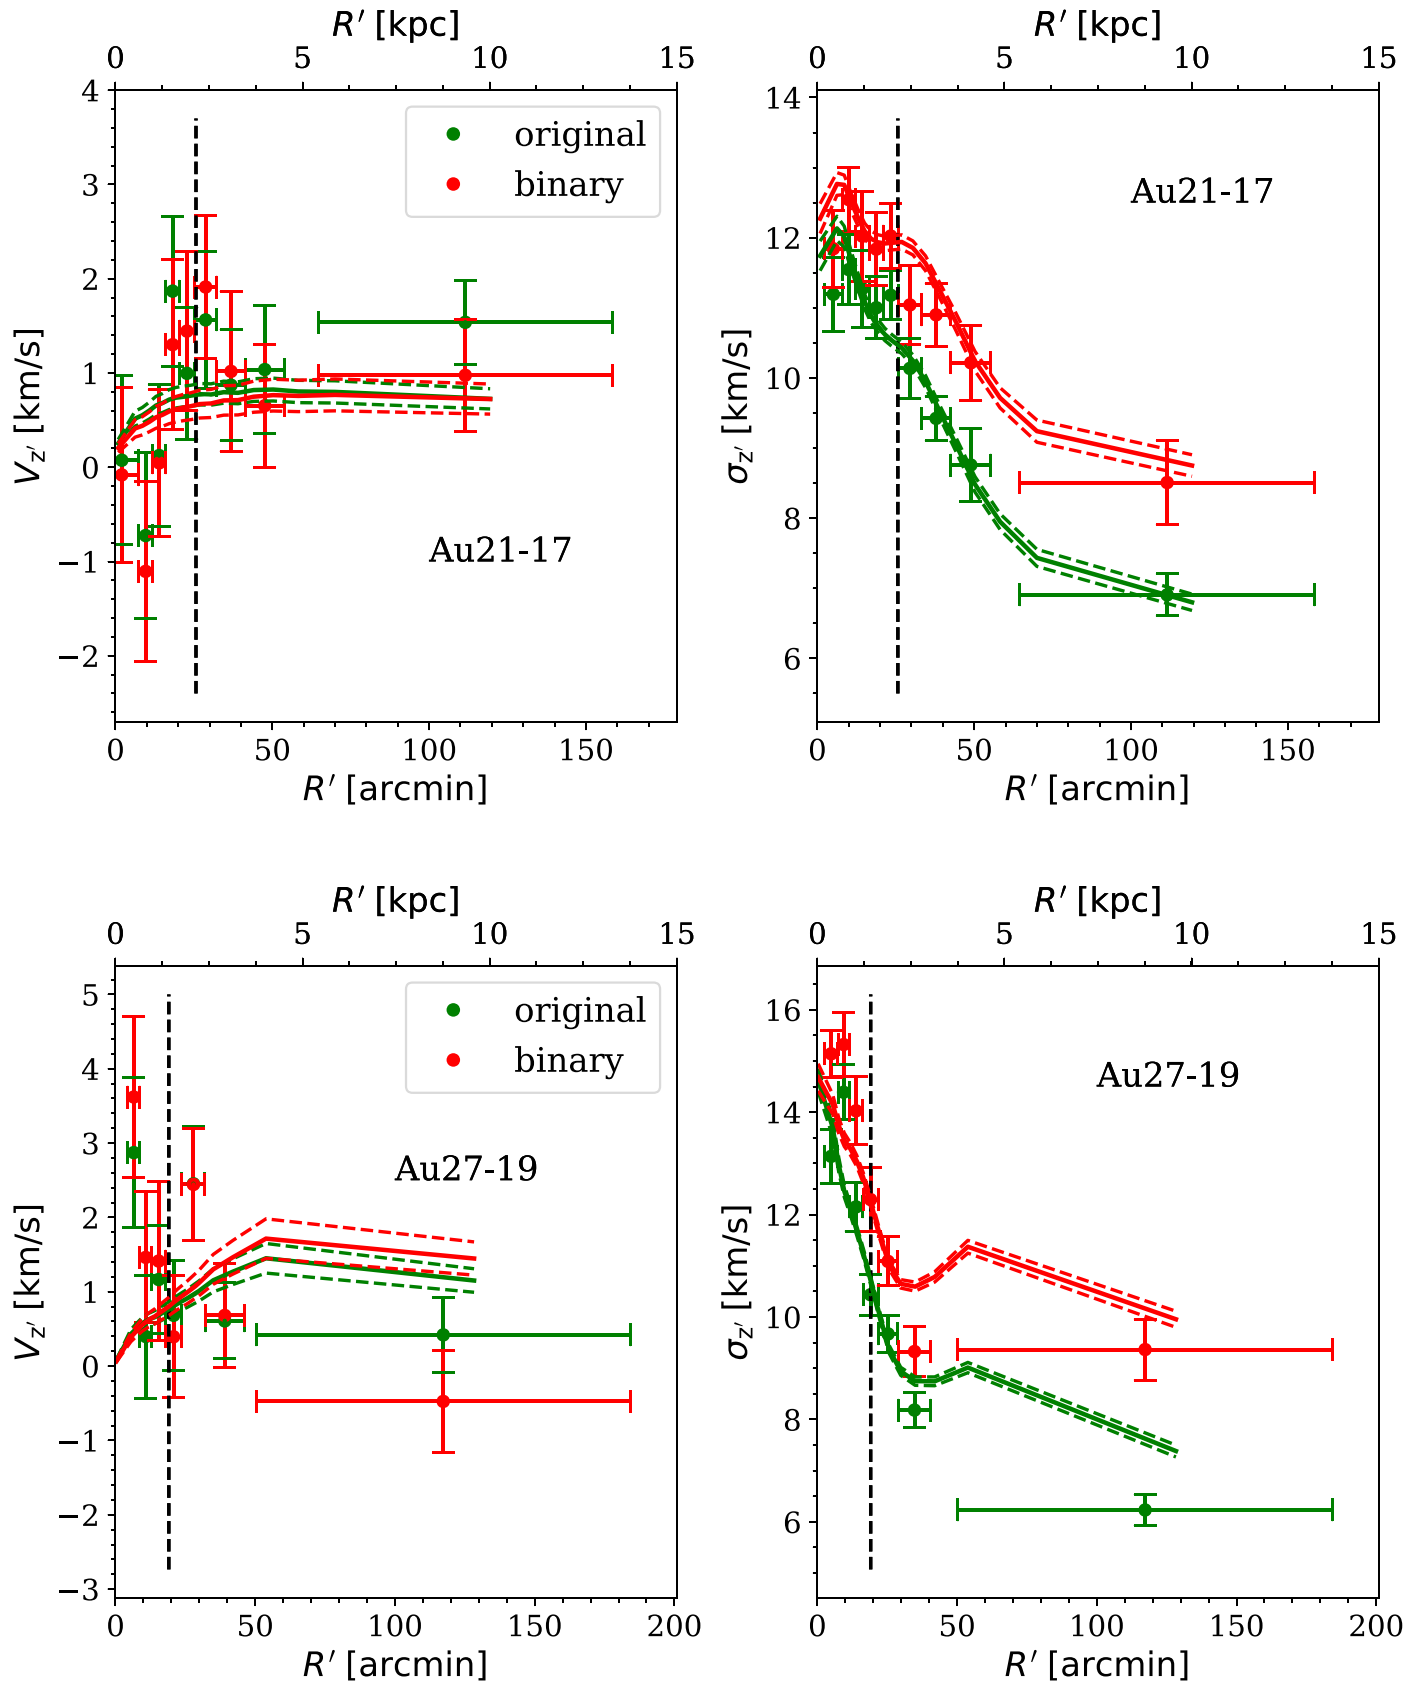 R′ [kpc]
0 5 10 15
4
3
2
1
0
−1
−2
V_z′ [km/s]
original
binary
Au21-17
0 50 100 150
R′ [arcmin]
R′ [kpc]
0 5 10 15
14
12
10
8
6
σ_z′ [km/s]
Au21-17
0 50 100 150
R′ [arcmin]
R′ [kpc]
0 5 10 15
5
4
3
2
1
0
−1
−2
−3
V_z′ [km/s]
original
binary
Au27-19
0 50 100 150 200
R′ [arcmin]
R′ [kpc]
0 5 10 15
16
14
12
10
8
6
σ_z′ [km/s]
Au27-19
0 50 100 150 200
R′ [arcmin]